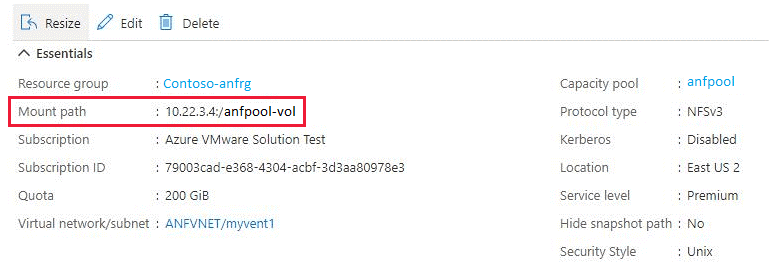 Resize Edit Delete
Essentials
Resource group : Contoso-anfrg
Mount path : 10.22.3.4:/anfpool-vol
Subscription : Azure VMware Solution Test
Subscription ID : 79003cad-e368-4304-acbf-3d3aa80978e3
Quota : 200 GiB
Virtual network/subnet : ANFVNET/myvent1
Capacity pool : anfpool
Protocol type : NFSv3
Kerberos : Disabled
Location : East US 2
Service level : Premium
Hide snapshot path : No
Security Style : Unix